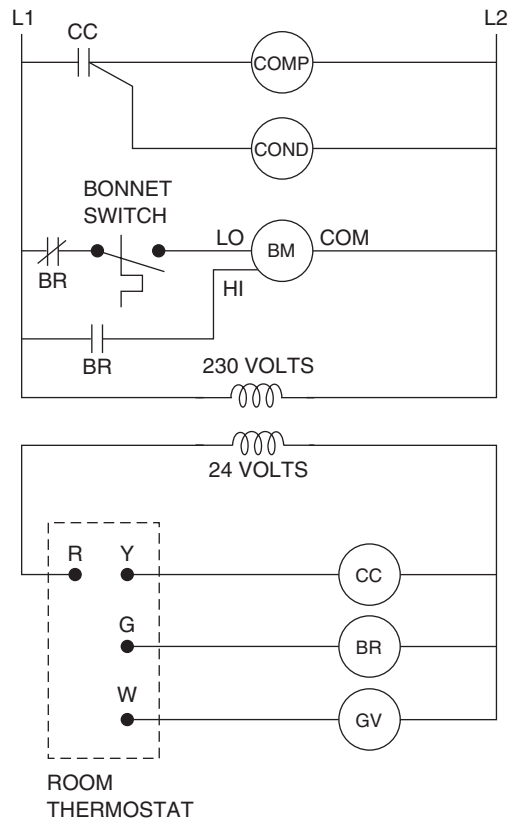 L1 L2
CC
COMP
COND
BONNET
SWITCH
LO BM COM
BR
HI
BR
230 VOLTS
24 VOLTS
R Y CC
G
BR
W
GV
ROOM
THERMOSTAT